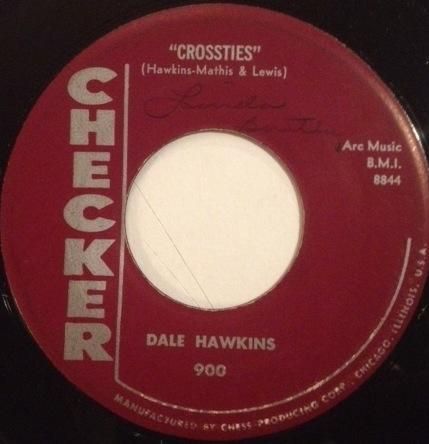 "CROSSTIES"
(Hawkins-Mathis & Lewis)
CHECKER
Arc Music
B.M.I.
8844
DALE HAWKINS
900
MANUFACTURED BY CHESS PRODUCING CORP., CHICAGO, ILLINOIS, U.S.A.